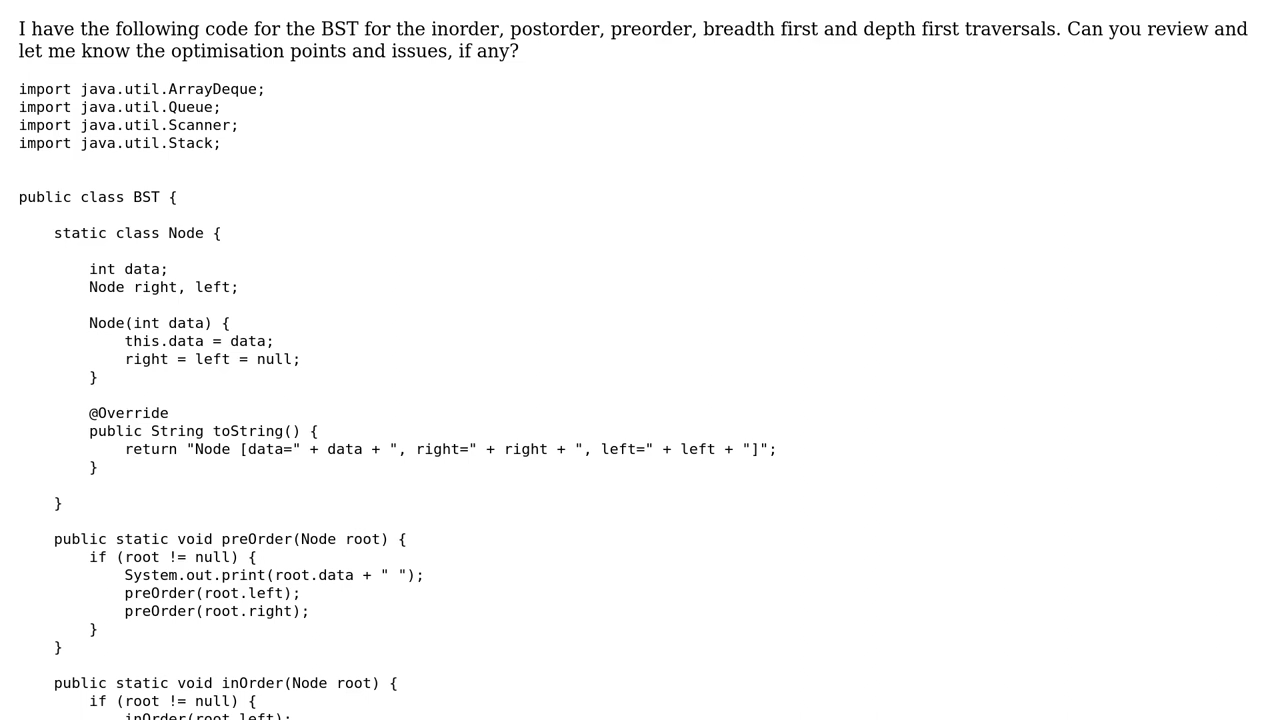 I have the following code for the BST for the inorder, postorder, preorder, breadth first and depth first traversals. Can you review and
let me know the optimisation points and issues, if any?
import java.util.ArrayDeque;
import java.util.Queue;
import java.util.Scanner;
import java.util.Stack;
public class BST {
    static class Node {
        int data;
        Node right, left;
        Node(int data) {
            this.data = data;
            right = left = null;
        }
        @Override
        public String toString() {
            return "Node [data=" + data + ", right=" + right + ", left=" + left + "]";
        }
    }
    public static void preOrder(Node root) {
        if (root != null) {
            System.out.print(root.data + " ");
            preOrder(root.left);
            preOrder(root.right);
        }
    }
    public static void inOrder(Node root) {
        if (root != null) {
            inOrder(root.left);